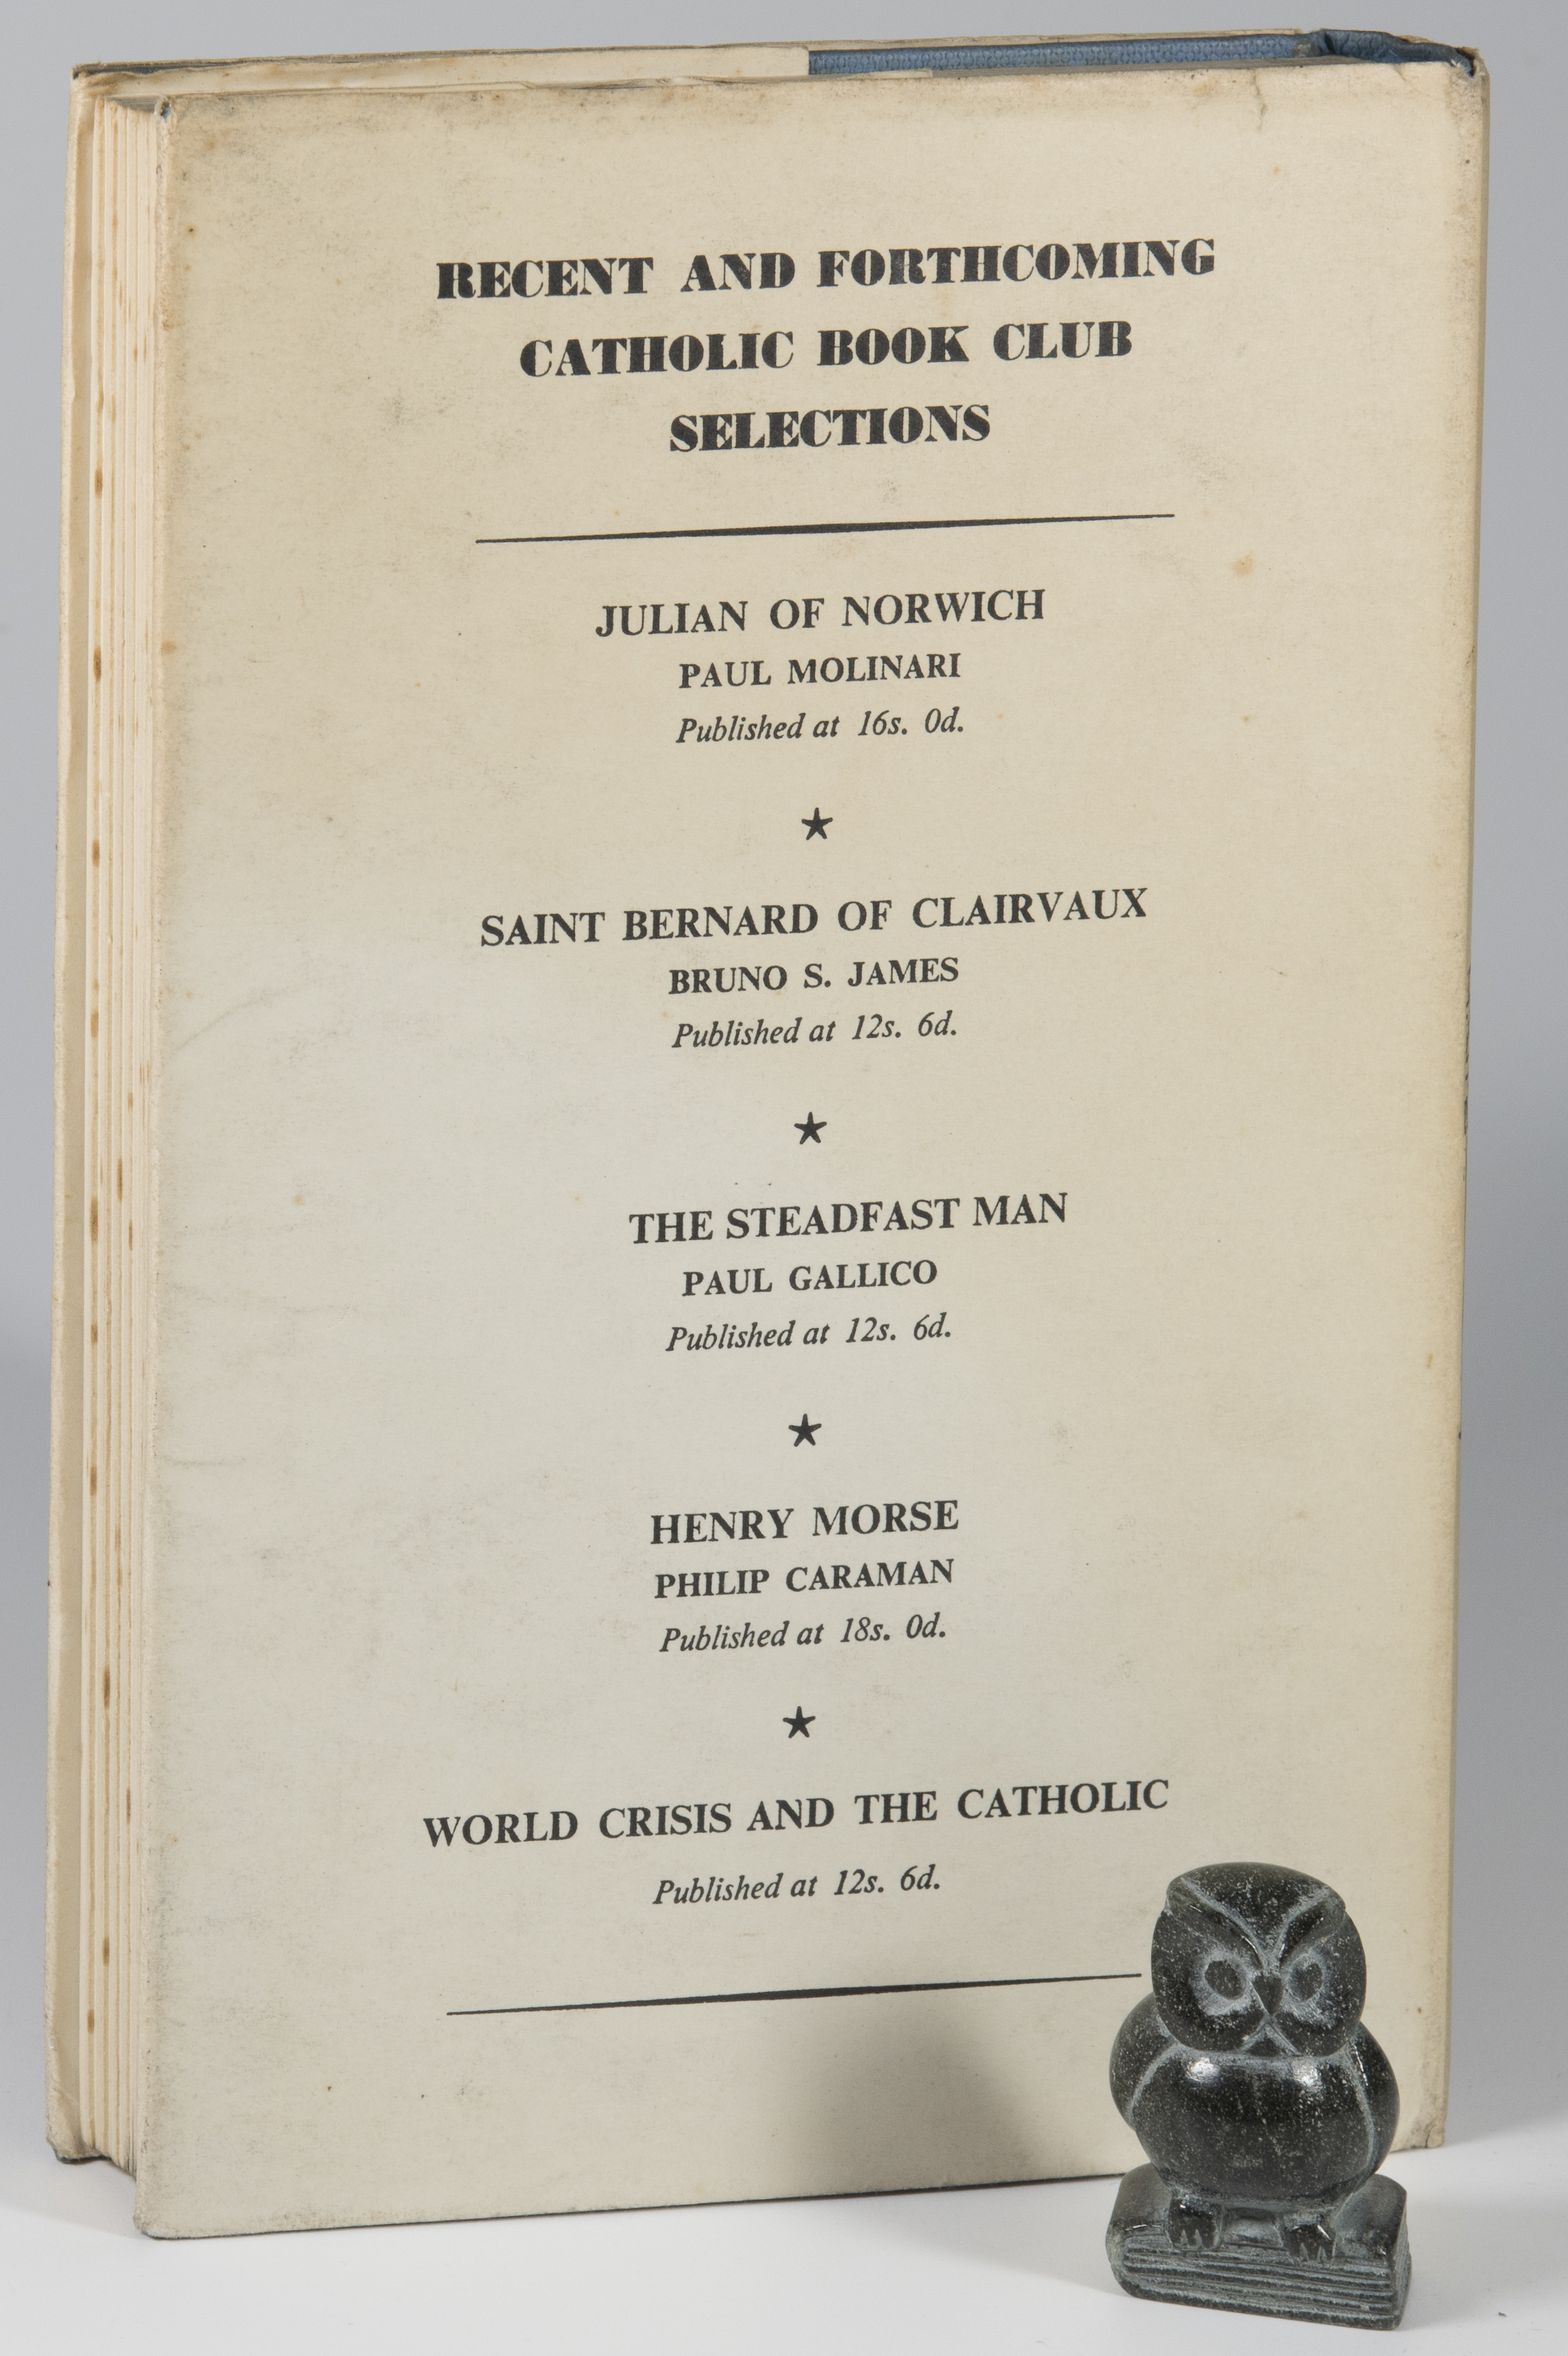 RECENT AND FORTHCOMING
CATHOLIC BOOK CLUB
SELECTIONS
JULIAN OF NORWICH
PAUL MOLINARI
Published at 16s. 0d.
SAINT BERNARD OF CLAIRVAUX
BRUNO S. JAMES
Published at 12s. 6d.
THE STEADFAST MAN
PAUL GALLICO
Published at 12s. 6d.
HENRY MORSE
PHILIP CARAMAN
Published at 18s. 0d.
WORLD CRISIS AND THE CATHOLIC
Published at 12s. 6d.